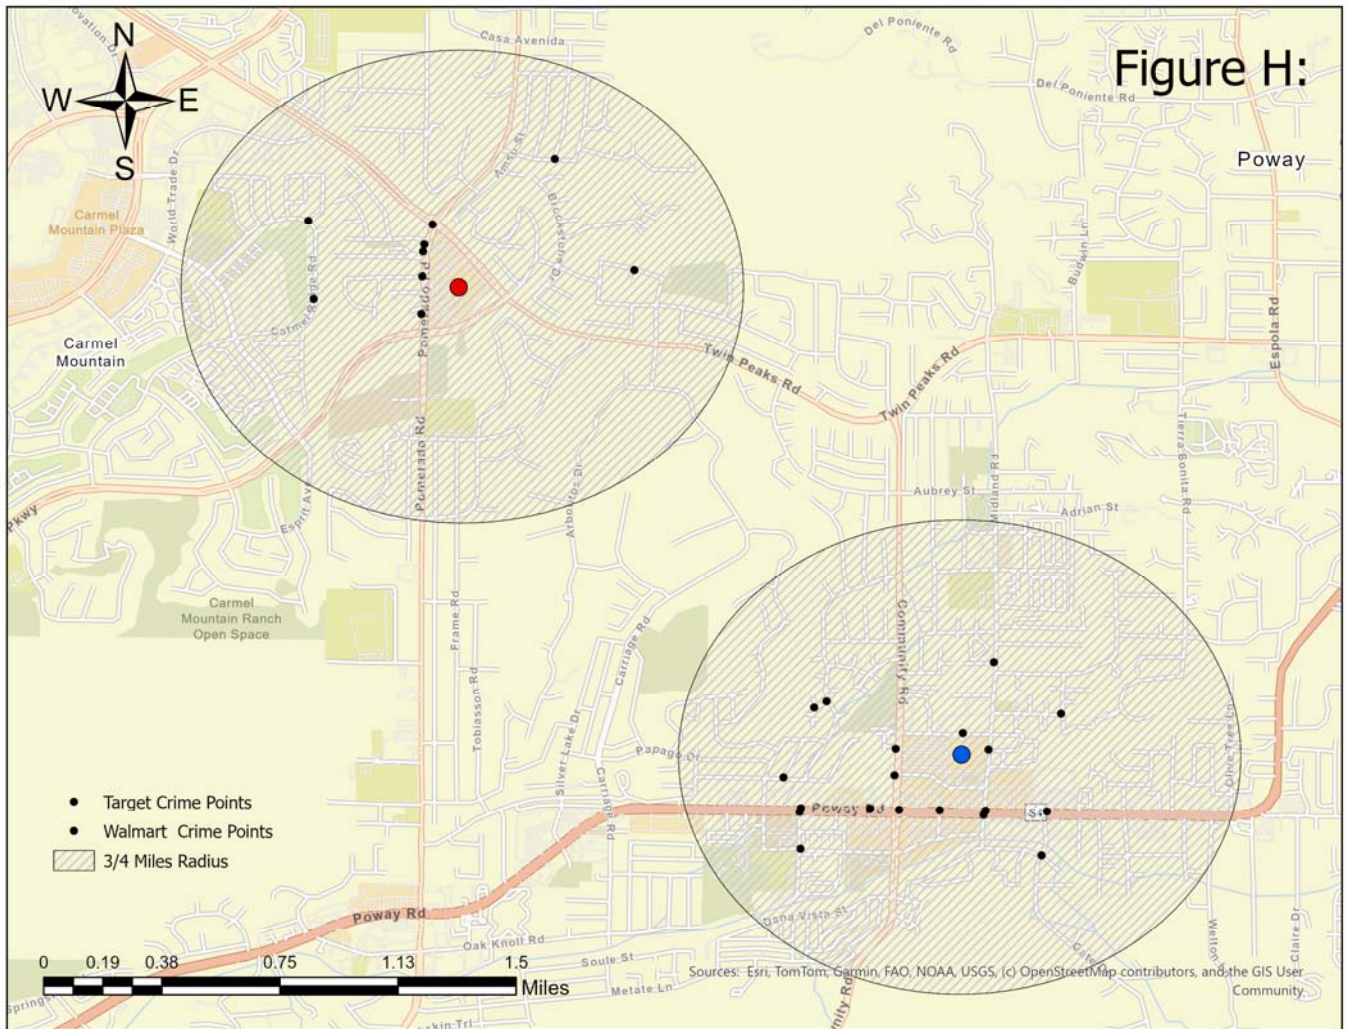 Figure H:
N
W
E
S
Casa Avenida
Del Poniente Rd
Del Poniente Rd
Poway
World Trade Dr
Amso St
Carmel
Mountain Plaza
Budwin Ln
Carmel Ridge Rd
Pomerado Rd
Espola Rd
Carmel
Mountain
Twin Peaks Rd
Twin Peaks Rd
Tierra Bonita Rd
Pomerado Rd
Arboitos Dr
Midland Rd
Aubrey St
Adrian St
Pkwy
Esprit Ave
Carmel
Mountain Ranch
Open Space
Frame Rd
Carriage Rd
Community Rd
Tobiasson Rd
Silver Lake Dr
Papago Dr
Olive Tree Ln
Carriage Rd
Poway Rd
Target Crime Points
Walmart Crime Points
3/4 Miles Radius
Poway Rd
Dana Vista St
Oak Knoll Rd
Claire Dr
Soule St
Metate Ln
0 0.19 0.38 0.75 1.13 1.5
Miles
Sources: Esri, TomTom, Garmin, FAO, NOAA, USGS, (c) OpenStreetMap contributors, and the GIS User
Community